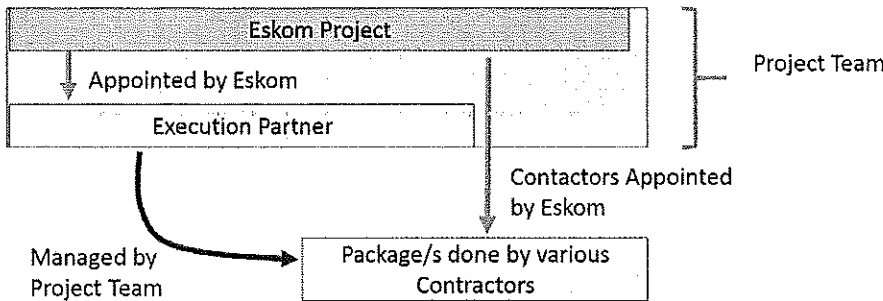 Eskom Project
Project Team
Appointed by Eskom
Execution Partner
Contactors Appointed
by Eskom
Managed by
Project Team
Package/s done by various
Contractors